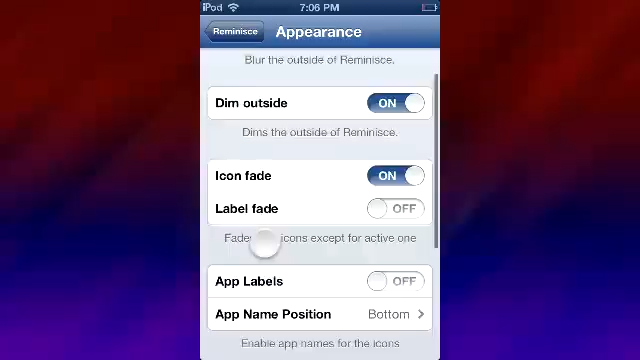 iPod 7:06 PM
Reminisce Appearance
Blur the outside of Reminisce.
Dim outside ON
Dims the outside of Reminisce.
Icon fade ON
Label fade OFF
icons except for active one
App Labels OFF
App Name Position Bottom
Enable app names for the icons